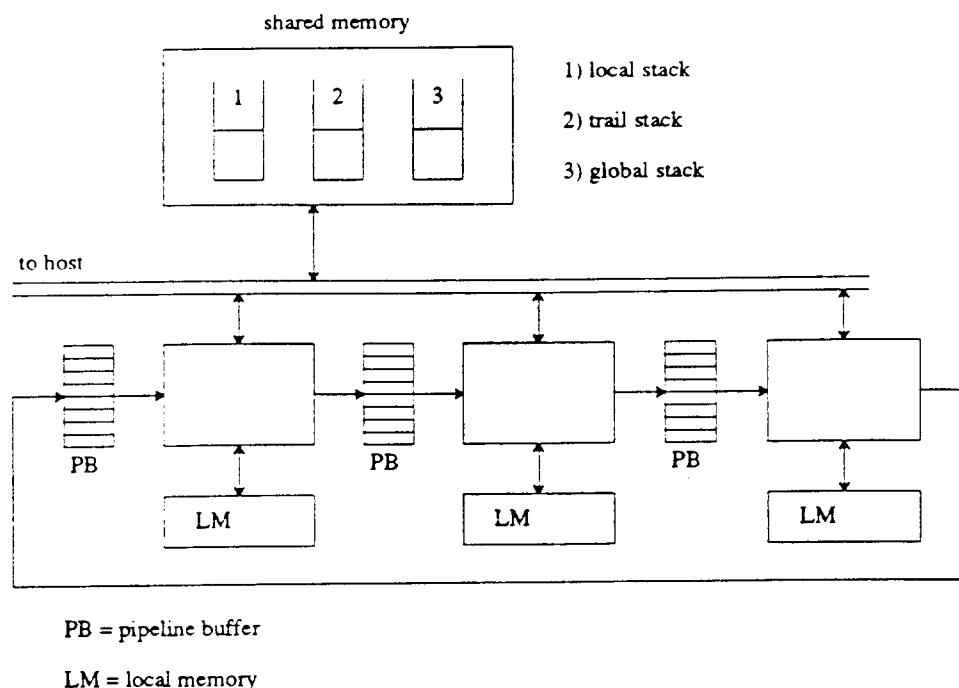 shared memory
1
2
3
1) local stack
2) trail stack
3) global stack
to host
PB
PB
PB
LM
LM
LM
PB = pipeline buffer
LM = local memory